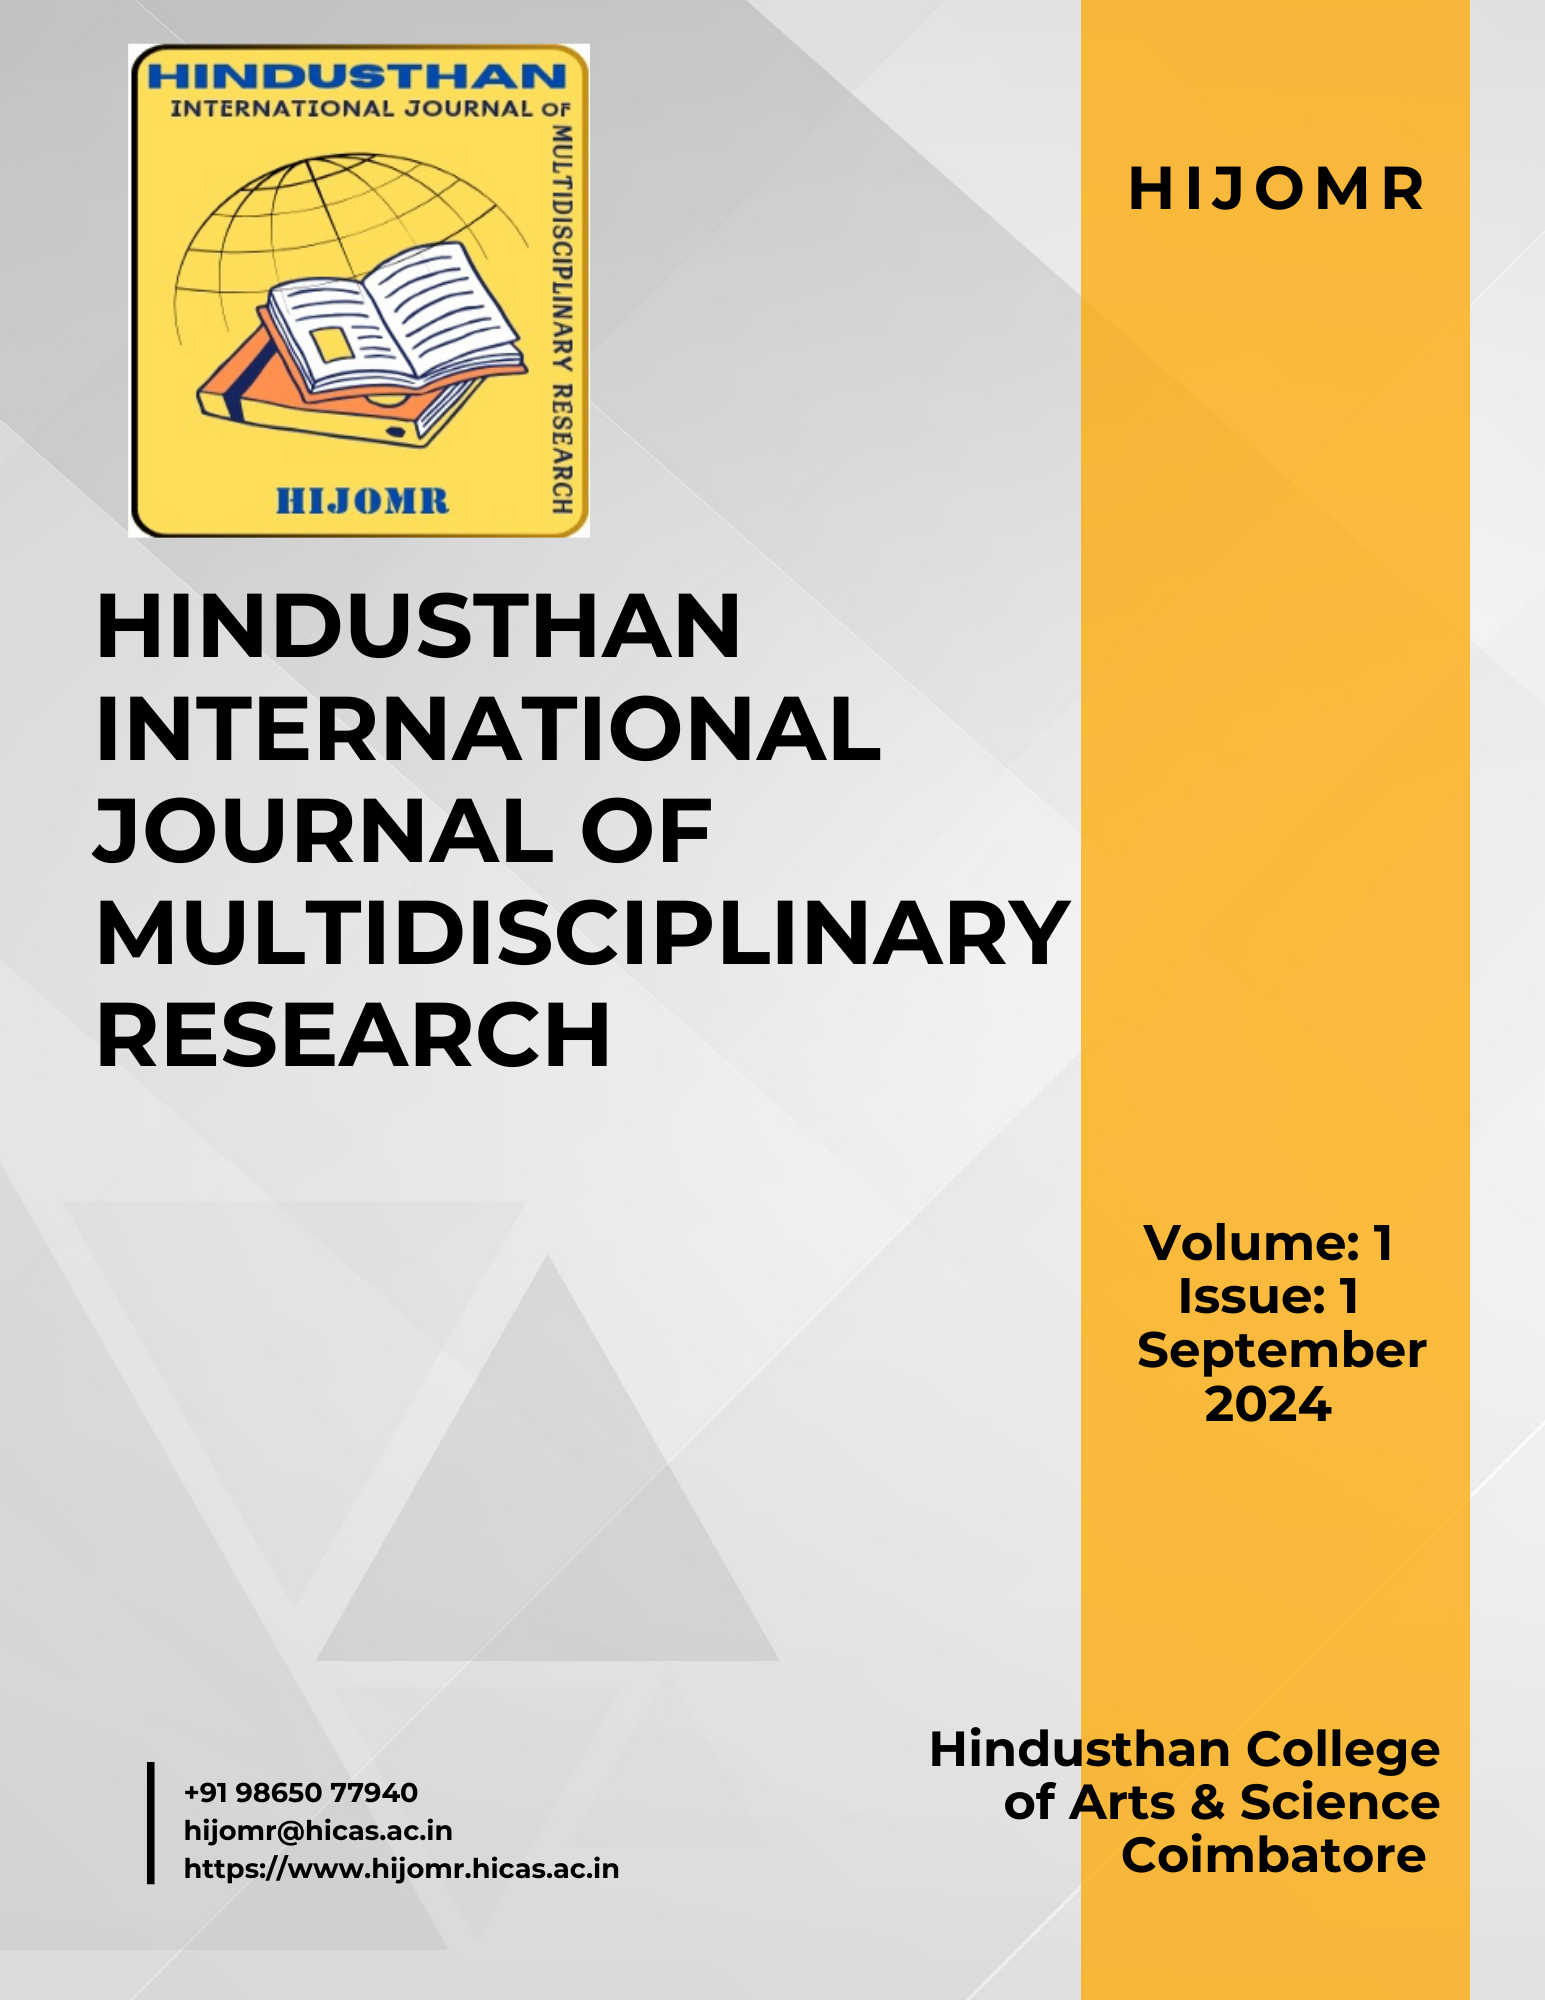 HINDUSTHAN
INTERNATIONAL JOURNAL OF
MULTIDISCIPLINARY RESEARCH
HIJOMR
HIJOMR
HINDUSTHAN
INTERNATIONAL
JOURNAL OF
MULTIDISCIPLINARY
RESEARCH
Volume: 1
Issue: 1
September
2024
Hindusthan College
of Arts & Science
Coimbatore
+91 98650 77940
hijomr@hicas.ac.in
https://www.hijomr.hicas.ac.in